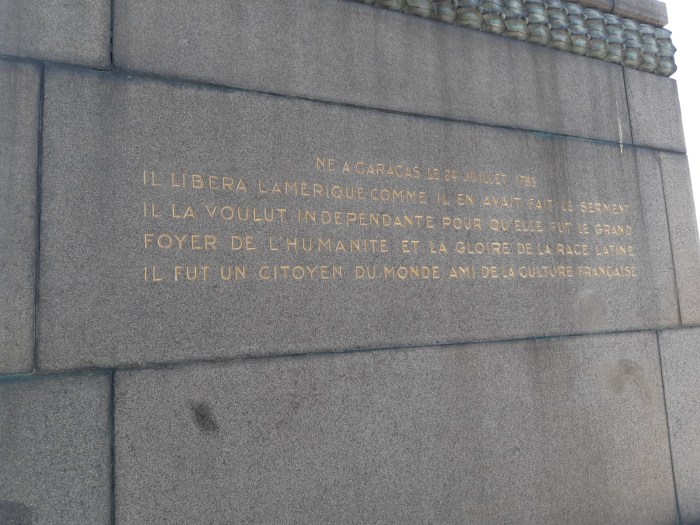 NE A CARACAS LE 24 JUILLET 1783
IL LIBERA L'AMERIQUE COMME IL EN AVAIT FAIT LE SERMENT
IL LA VOULUT INDEPENDANTE POUR QU'ELLE FUT LE GRAND
FOYER DE L'HUMANITE ET LA GLOIRE DE LA RACE LATINE
IL FUT UN CITOYEN DU MONDE AMI DE LA CULTURE FRANÇAISE